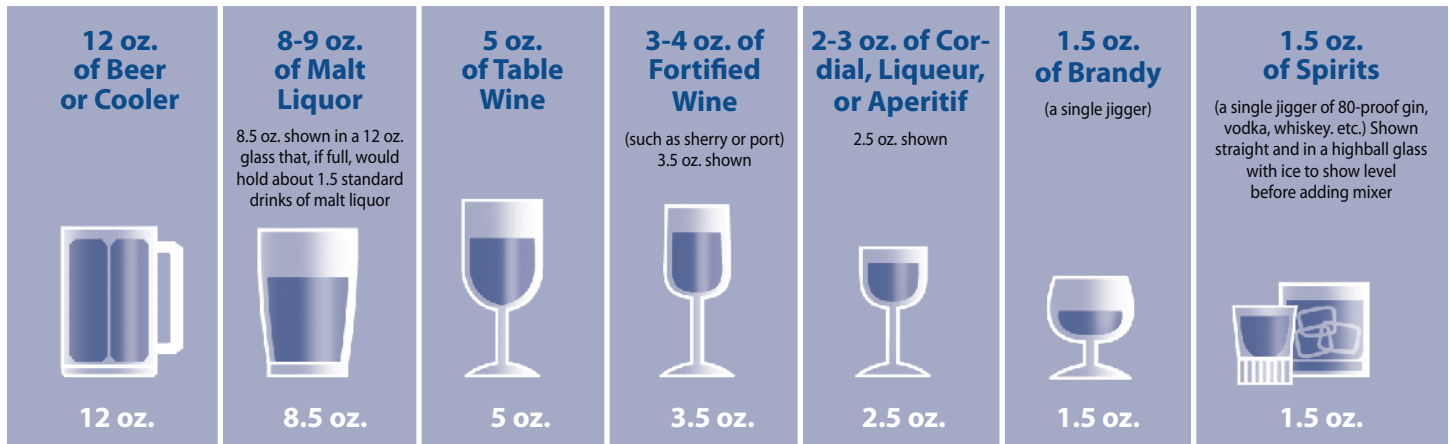 12 oz.
of Beer
or Cooler
12 oz.
8-9 oz.
of Malt
Liquor
8.5 oz. shown in a 12 oz.
glass that, if full, would
hold about 1.5 standard
drinks of malt liquor
8.5 oz.
5 oz.
of Table
Wine
5 oz.
3-4 oz. of
Fortified
Wine
(such as sherry or port)
3.5 oz. shown
3.5 oz.
2-3 oz. of Cor-
dial, Liqueur,
or Aperitif
2.5 oz. shown
2.5 oz.
1.5 oz.
of Brandy
(a single jigger)
1.5 oz.
1.5 oz.
of Spirits
(a single jigger of 80-proof gin,
vodka, whiskey. etc.) Shown
straight and in a highball glass
with ice to show level
before adding mixer
1.5 oz.